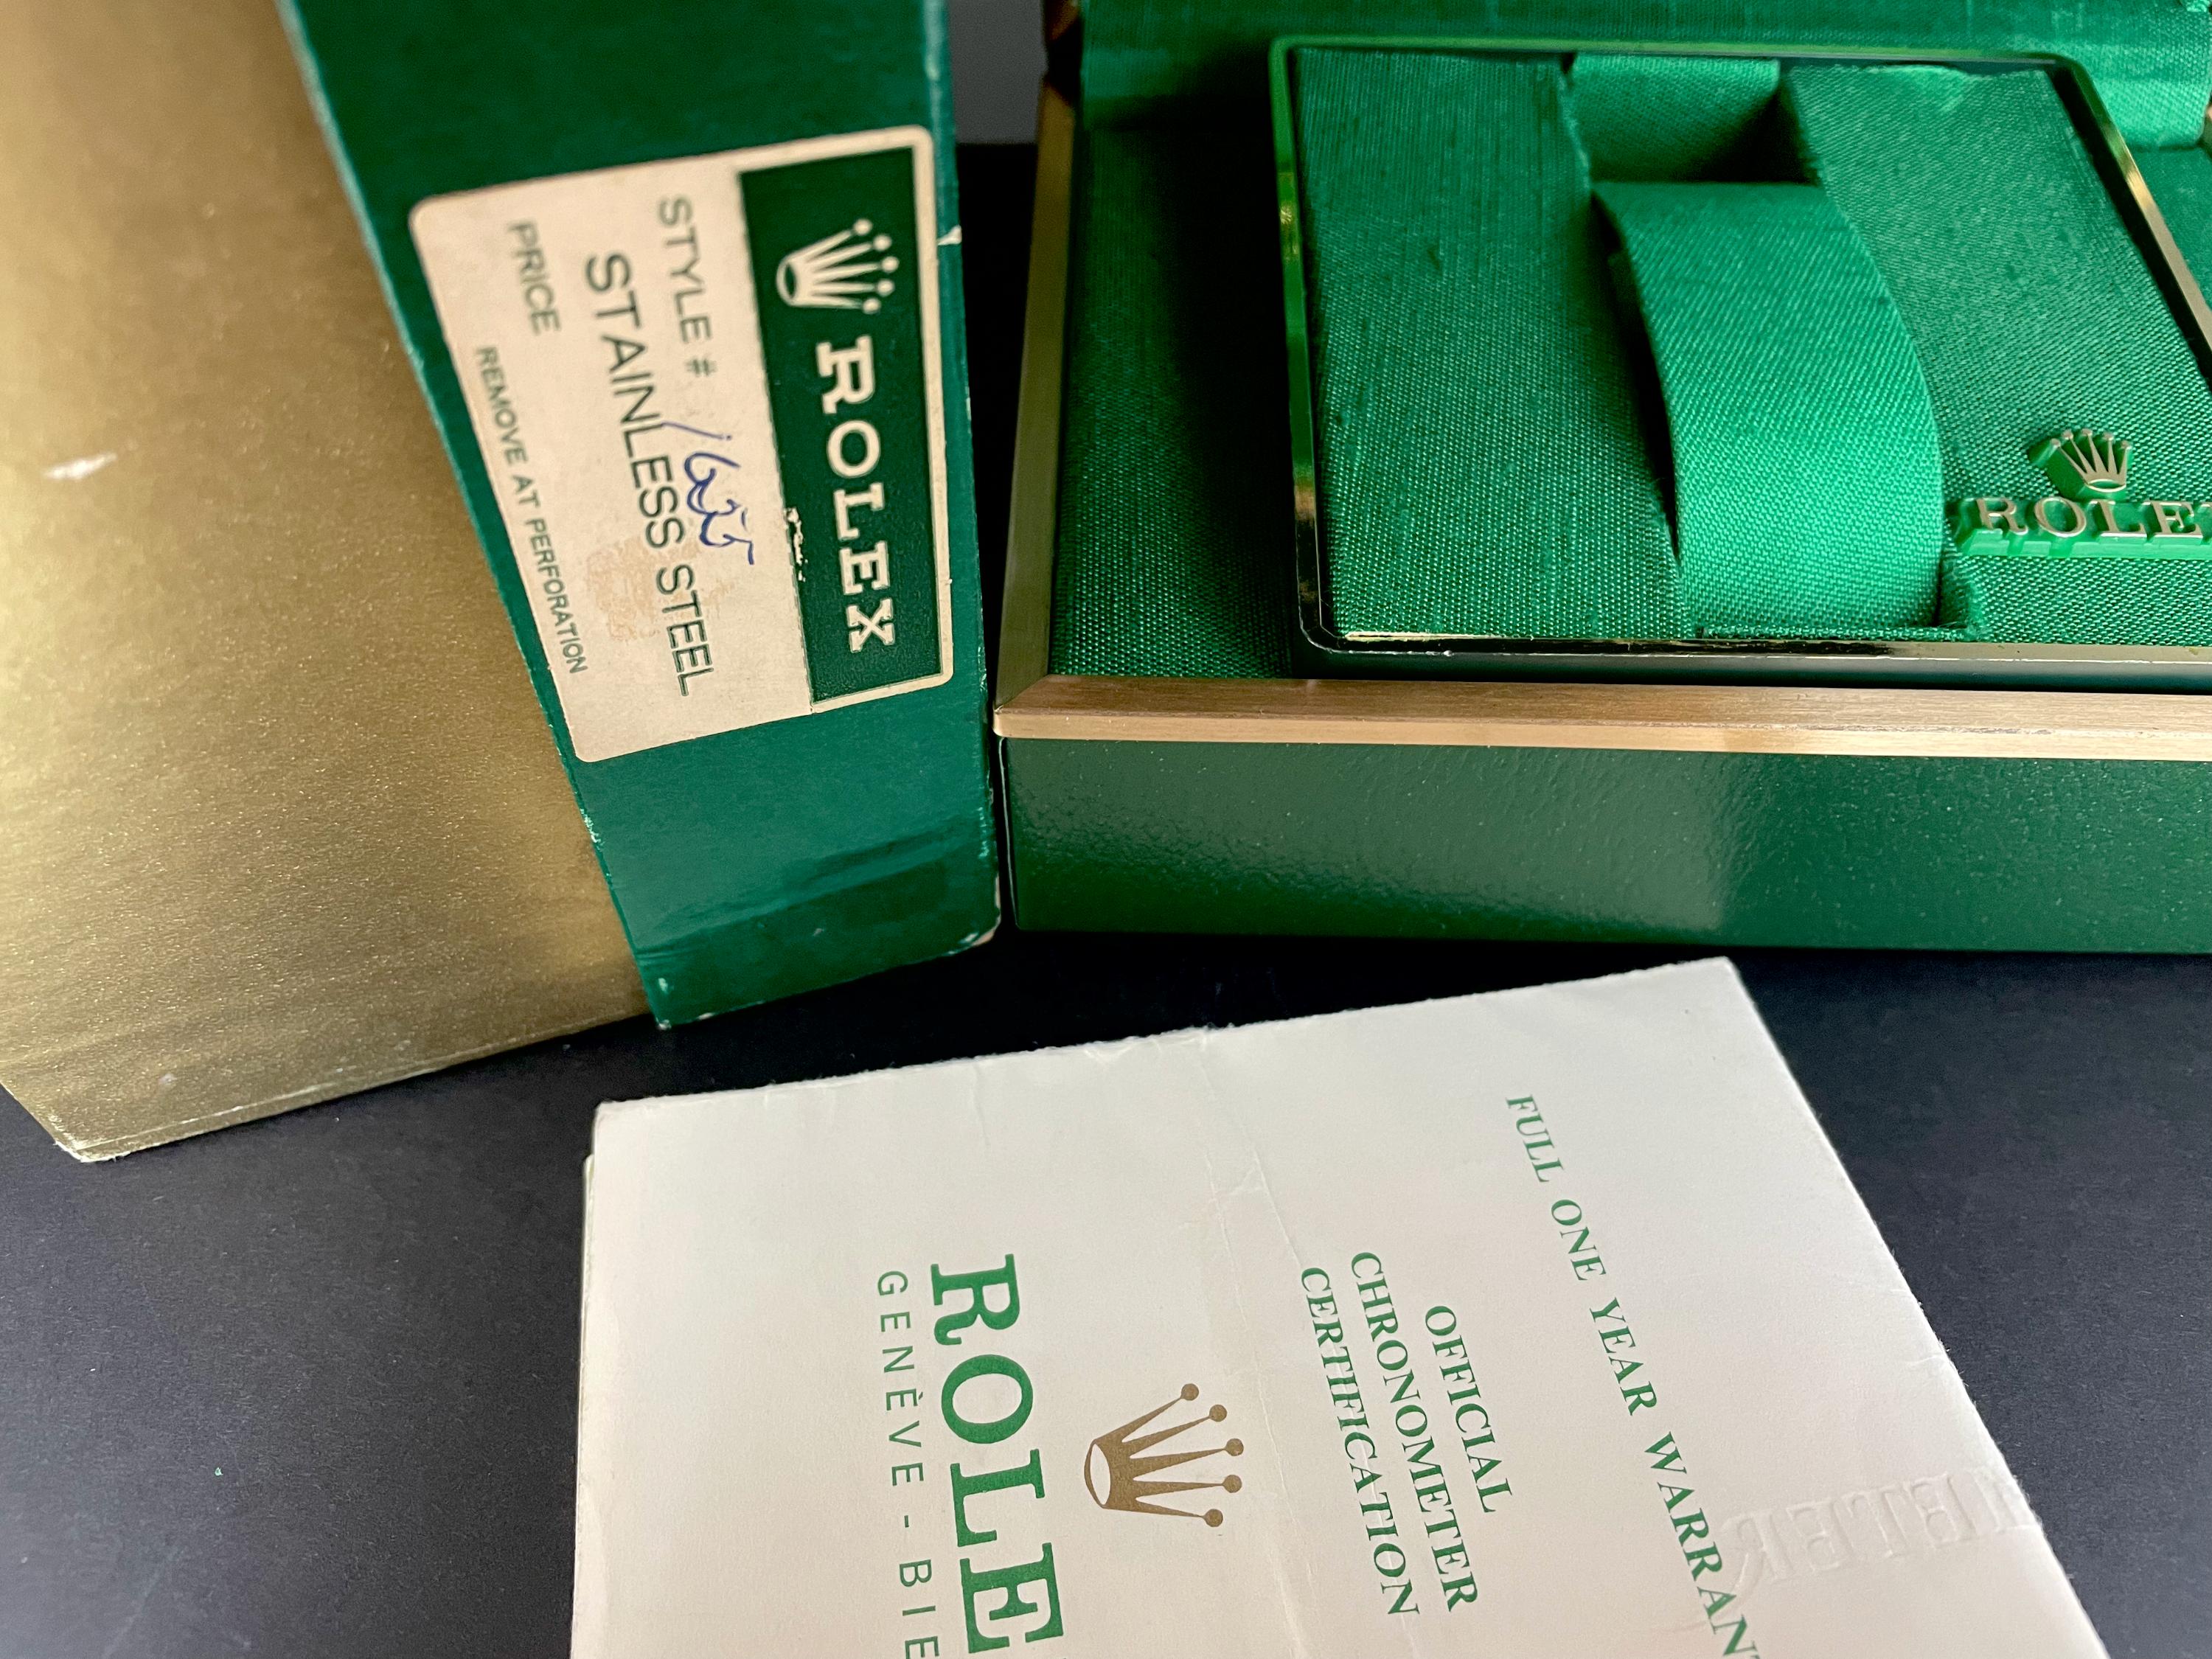 ROLEX
STYLE # 1655
STAINLESS STEEL
PRICE
REMOVE AT PERFORATION
ROLEX
FULL ONE YEAR WARRAN
OFFICIAL
CHRONOMETER
CERTIFICATION
ROLE
GENÈVE - BIE